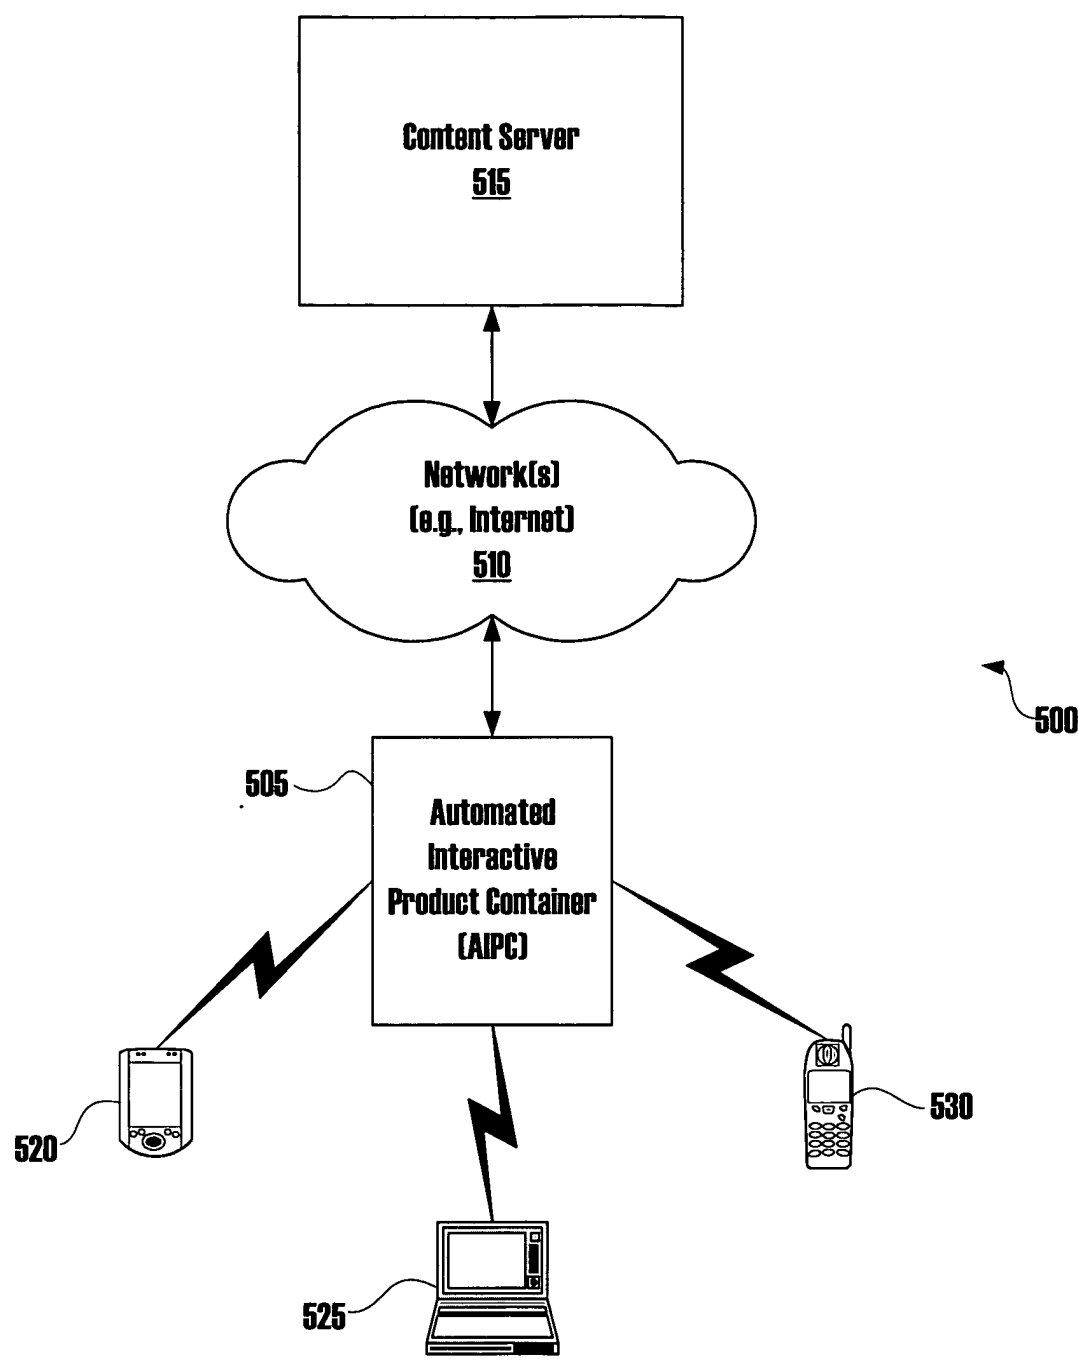 Content Server
515
Network(s)
(e.g., Internet)
510
500
505
Automated
Interactive
Product Container
(AIPC)
520
530
525